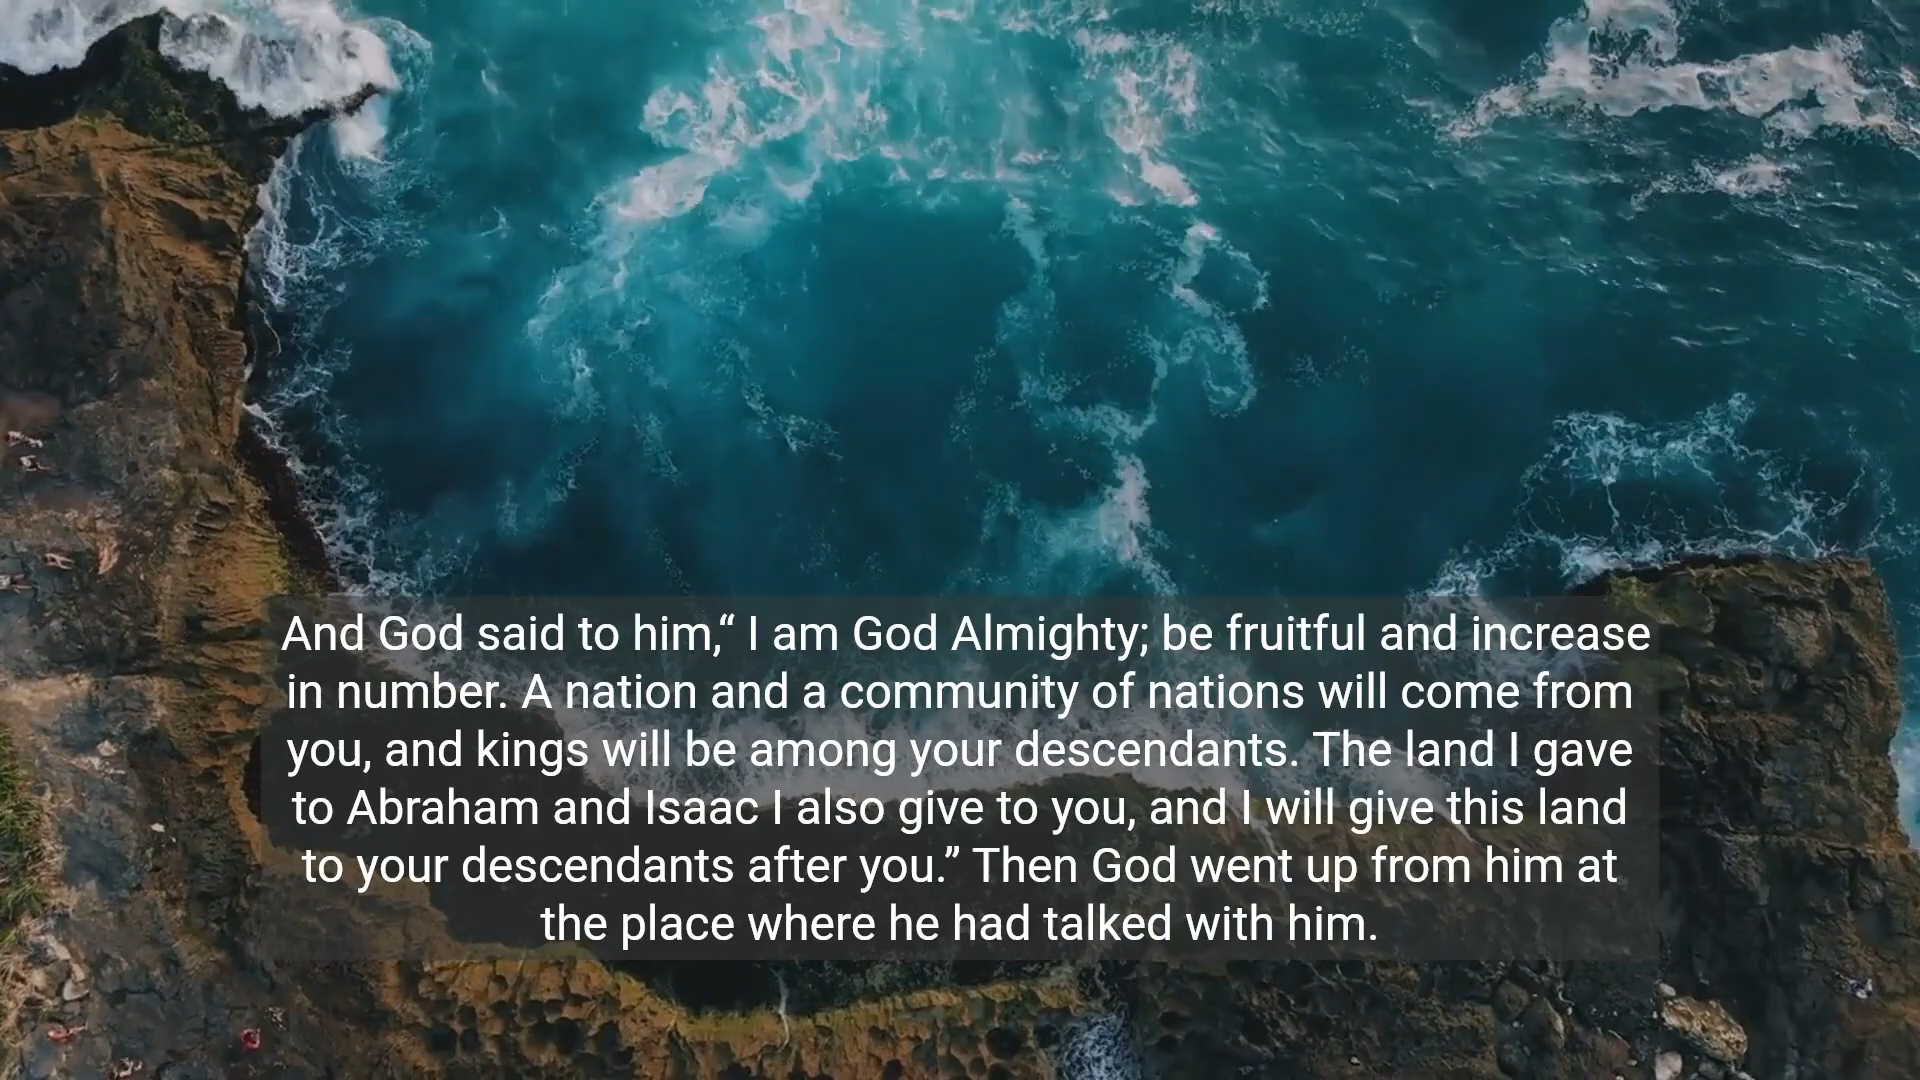 And God said to him,“ I am God Almighty; be fruitful and increase
in number. A nation and a community of nations will come from
you, and kings will be among your descendants. The land I gave
to Abraham and Isaac I also give to you, and I will give this land
to your descendants after you.” Then God went up from him at
the place where he had talked with him.